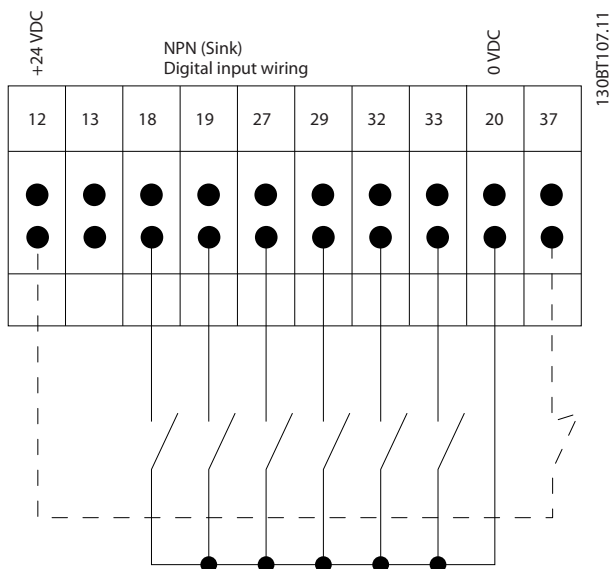 +24 VDC
NPN (Sink)
Digital input wiring
0 VDC
130BT107.11
12 13 18 19 27 29 32 33 20 37